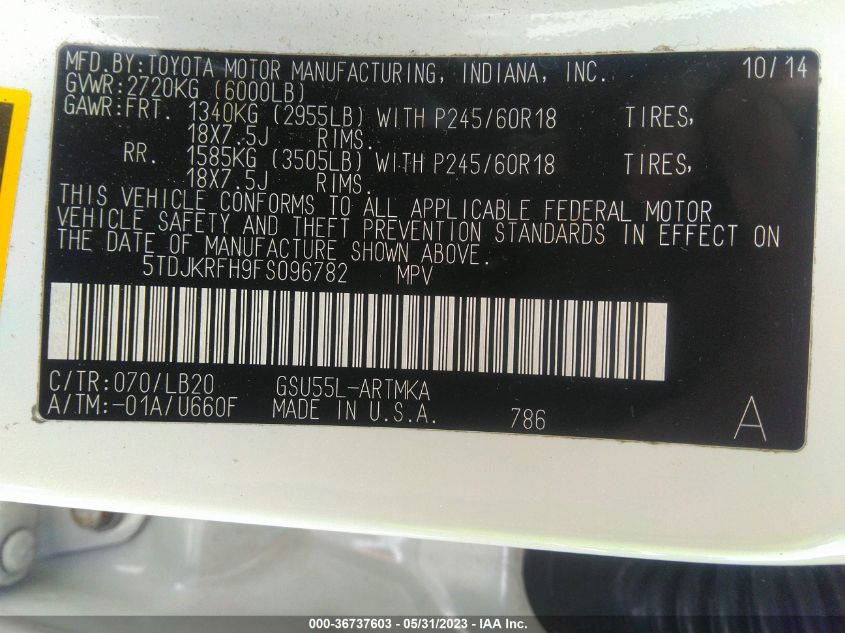 MFD. BY: TOYOTA MOTOR MANUFACTURING, INDIANA, INC. 10/14
GVWR: 2720KG (6000LB)
GAWR: FRT. 1340KG (2955LB) WITH P245/60R18 TIRES,
18X7.5J RIMS.
RR. 1585KG (3505LB) WITH P245/60R18 TIRES,
18X7.5J RIMS.
THIS VEHICLE CONFORMS TO ALL APPLICABLE FEDERAL MOTOR
VEHICLE SAFETY AND THEFT PREVENTION STANDARDS IN EFFECT ON
THE DATE OF MANUFACTURE SHOWN ABOVE.
5TDJKRFH9FS096782 MPV
C/TR: 070/LB20 GSU55L-ARTMKA
A/TM: -01A/U660F MADE IN U.S.A. 786 A
000-36737603 - 05/31/2023 - IAA Inc.